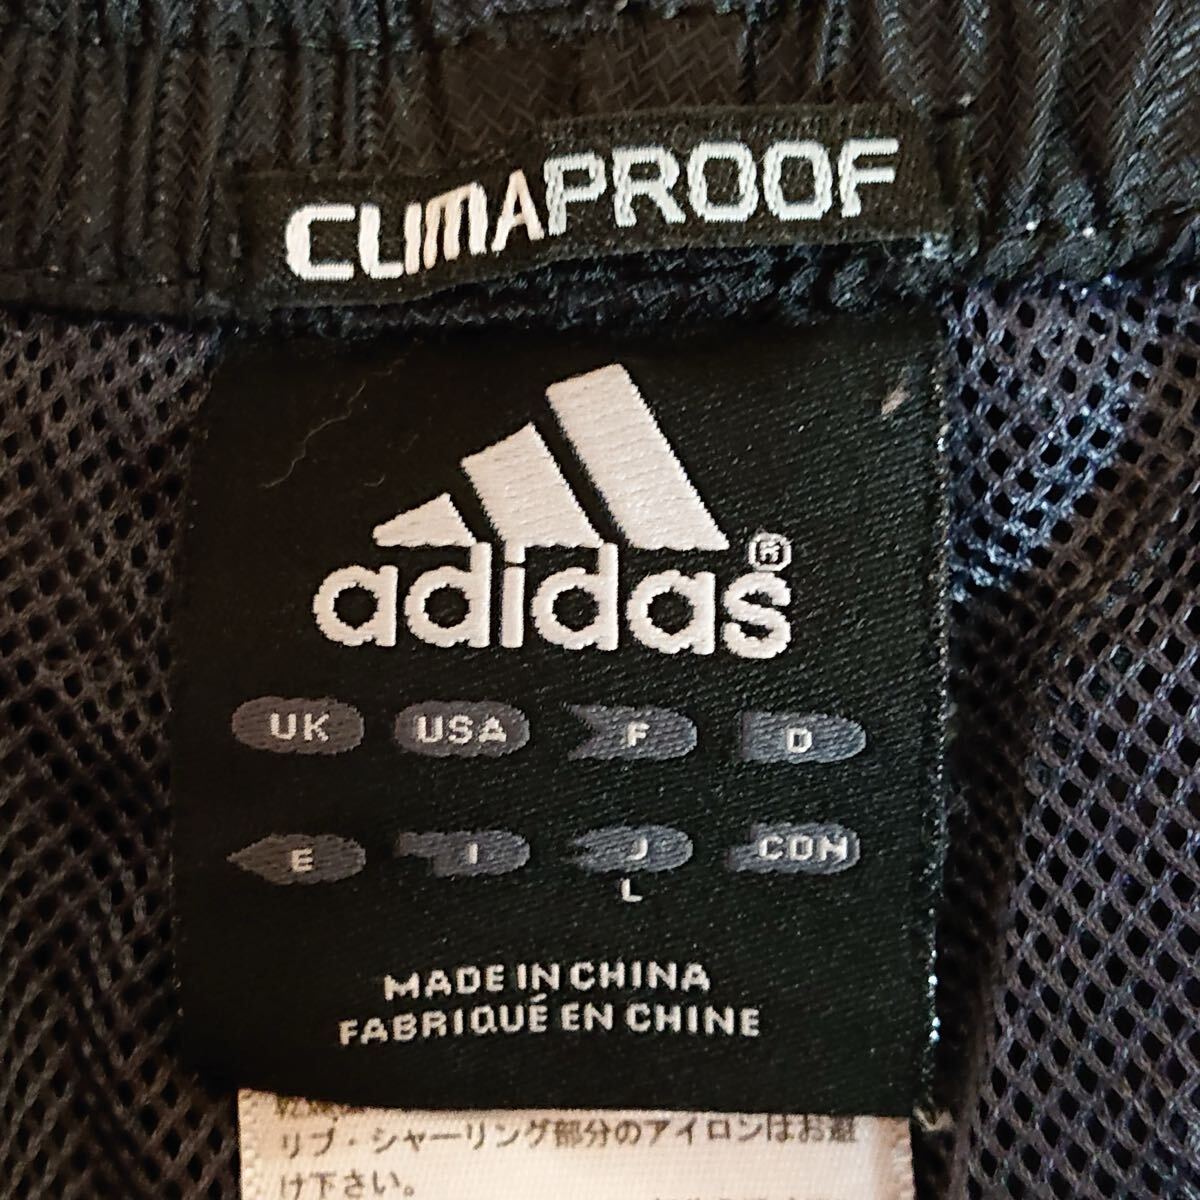 CLIMAPROOF
adidas®
UK USA F D
E I J CON
L
MADE IN CHINA
FABRIQUÉ EN CHINE
リブ・シャーリング部分のアイロンはお避
け下さい。